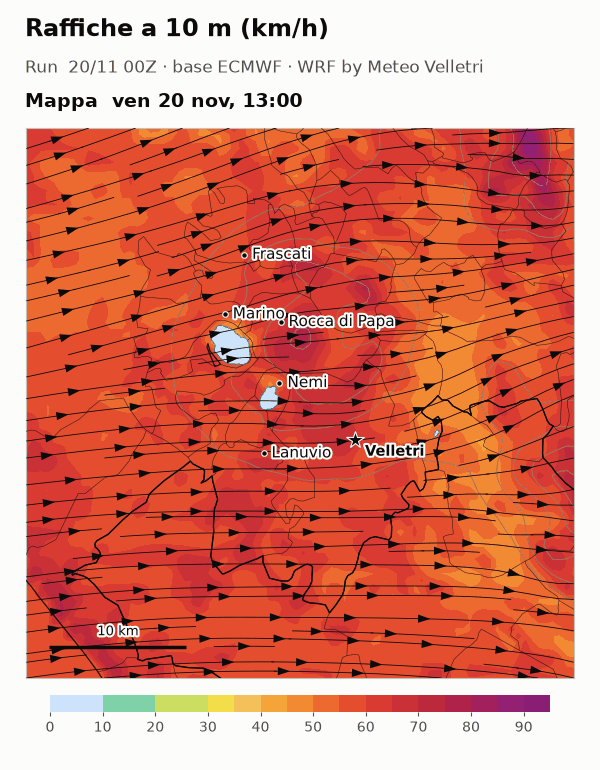 Raffiche a 10 m (km/h)
Run 20/11 00Z · base ECMWF · WRF by Meteo Velletri
Mappa ven 20 nov, 13:00
Frascati
Marino
Rocca di Papa
Nemi
Velletri
Lanuvio
10 km
0 10 20 30 40 50 60 70 80 90